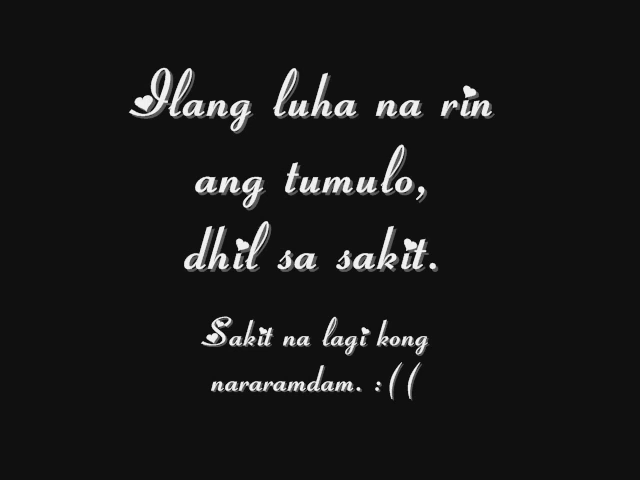 Ilang luha na rin
ang tumulo,
dhil sa sakit.
Sakit na lagi kong
nararamdam. :((